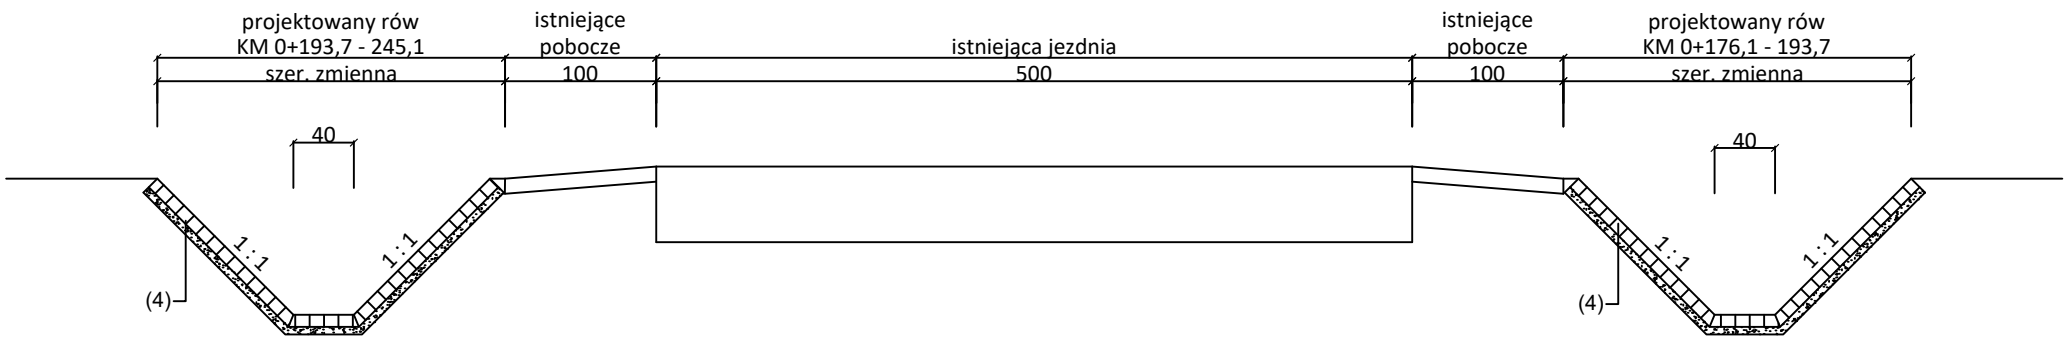 projektowany rów
KM 0+193,7 - 245,1
szer. zmienna
istniejące
pobocze
100
istniejąca jezdnia
500
istniejące
pobocze
100
projektowany rów
KM 0+176,1 - 193,7
szer. zmienna
40
40
1:1
1:1
(4)
1:1
1:1
(4)